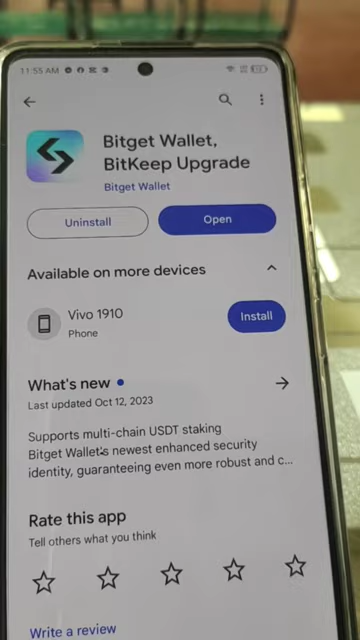 11:55 AM
Bitget Wallet,
BitKeep Upgrade
Bitget Wallet
Uninstall
Open
Available on more devices
Vivo 1910
Phone
Install
What's new
Last updated Oct 12, 2023
Supports multi-chain USDT staking
Bitget Wallet's newest enhanced security
identity, guaranteeing even more robust and c...
Rate this app
Tell others what you think
Write a review